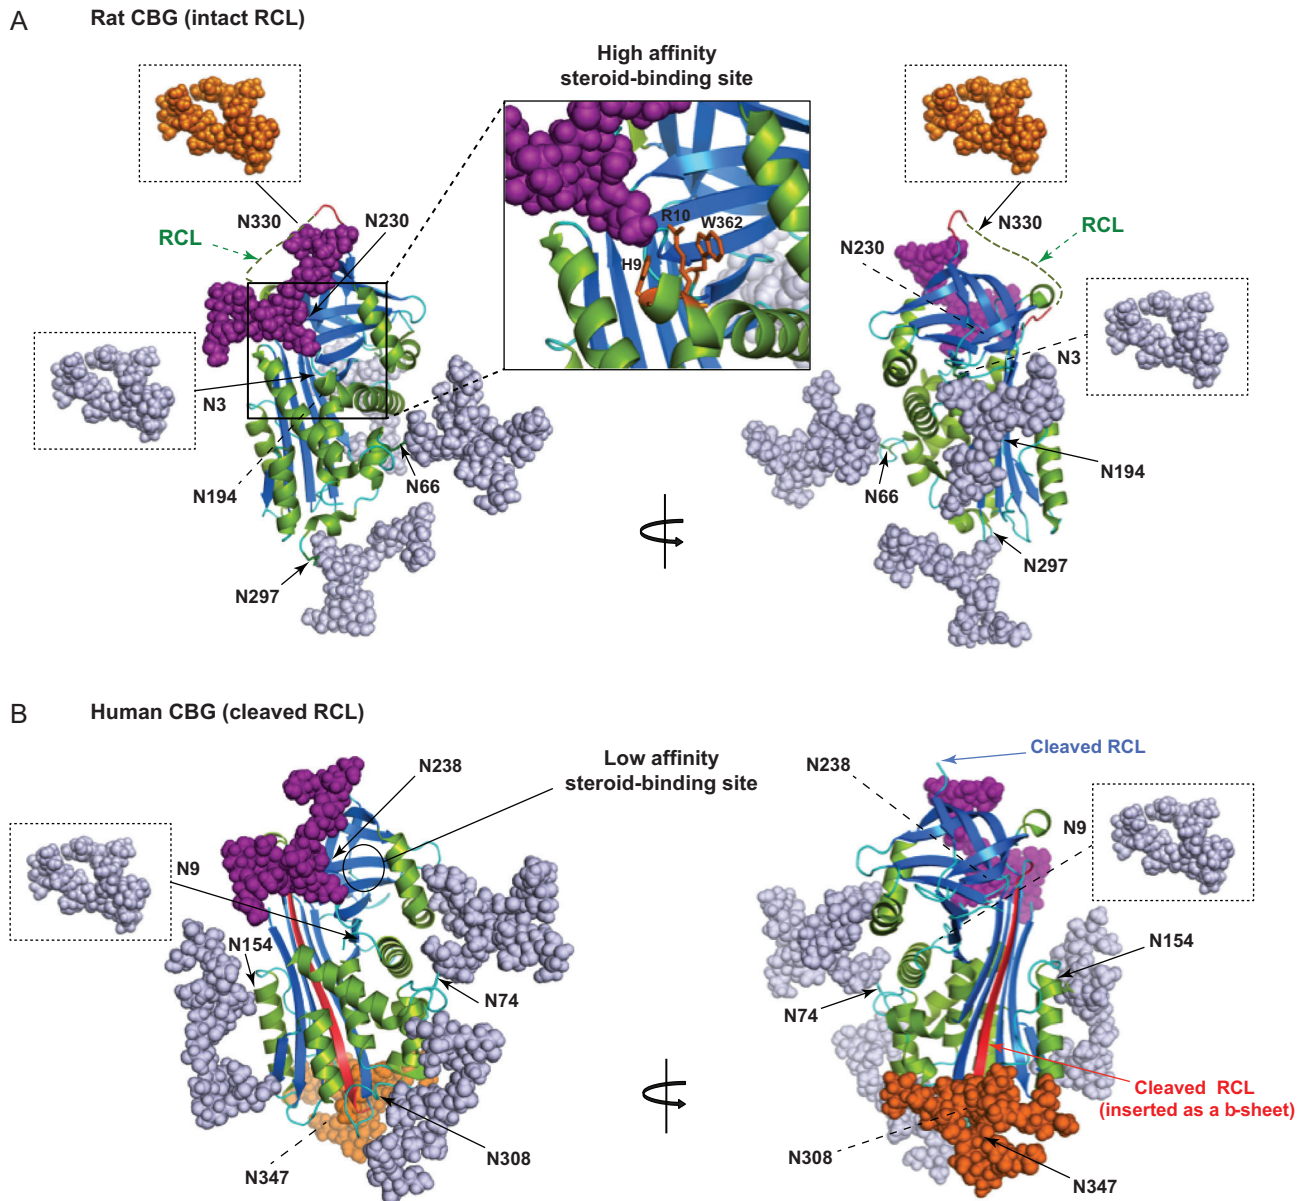 A
Rat CBG (intact RCL)
High affinity
steroid-binding site
N330
N230
RCL
R10
W362
H9
N3
N194
N66
N297
N330
N230
RCL
N3
N66
N194
N297
B
Human CBG (cleaved RCL)
Low affinity
steroid-binding site
N238
N9
N154
N74
N347
N308
Cleaved RCL
N238
N9
N154
N74
Cleaved RCL
(inserted as a b-sheet)
N308
N347